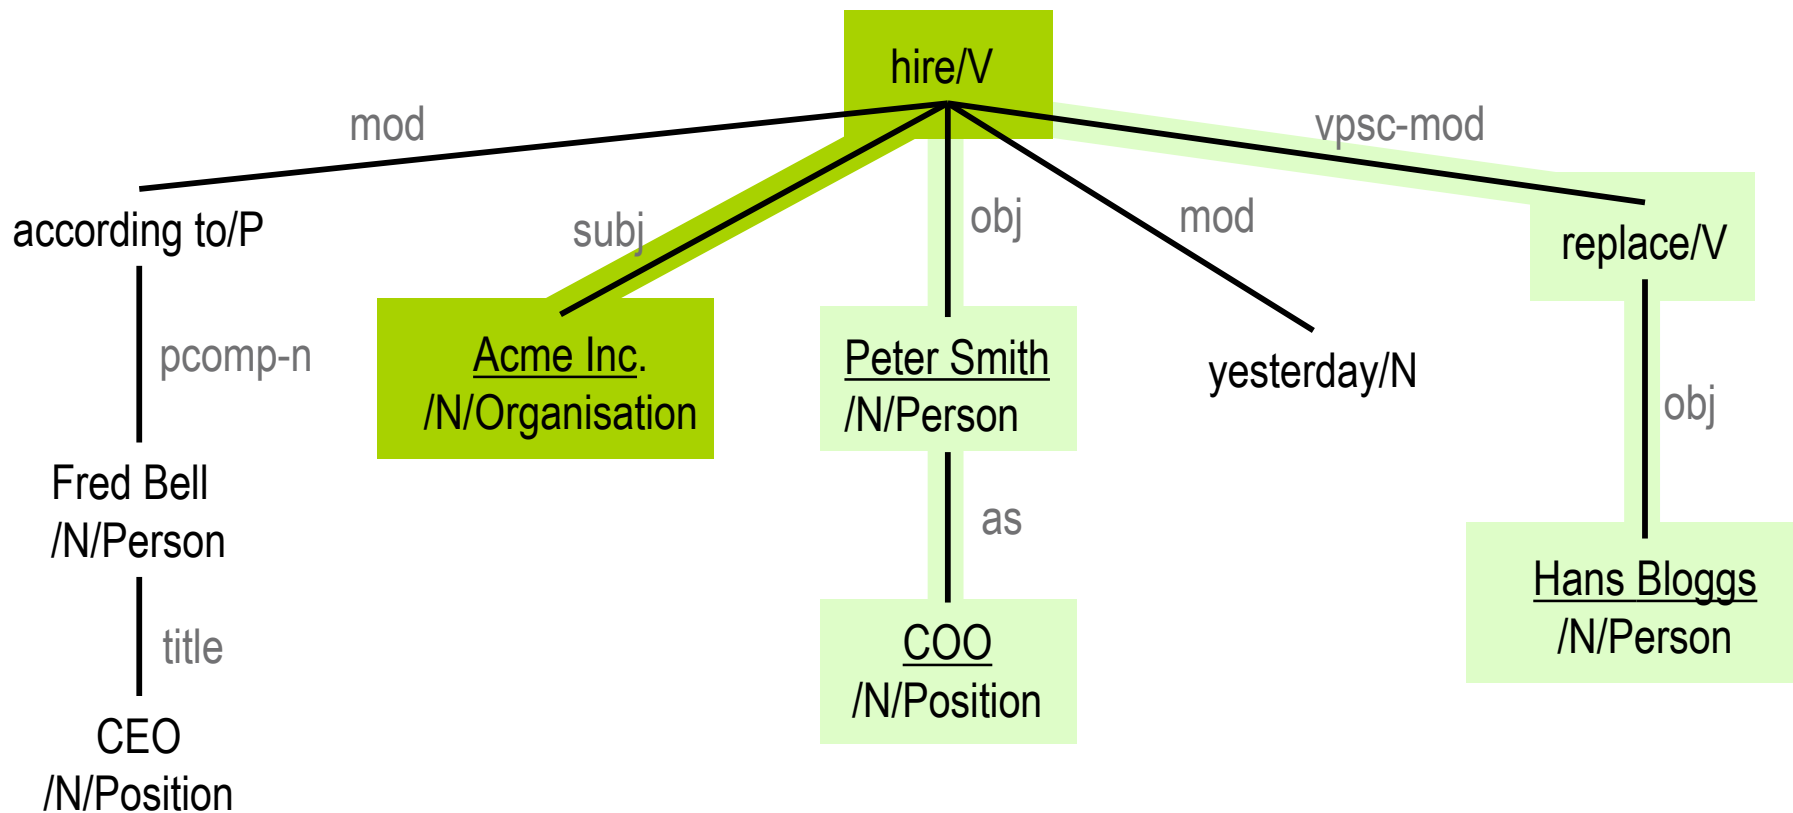 hire/V
mod
vpsc-mod
according to/P
subj
obj
mod
replace/V
pcomp-n
Acme Inc.
/N/Organisation
Peter Smith
/N/Person
yesterday/N
obj
Fred Bell
/N/Person
as
Hans Bloggs
/N/Person
title
COO
/N/Position
CEO
/N/Position